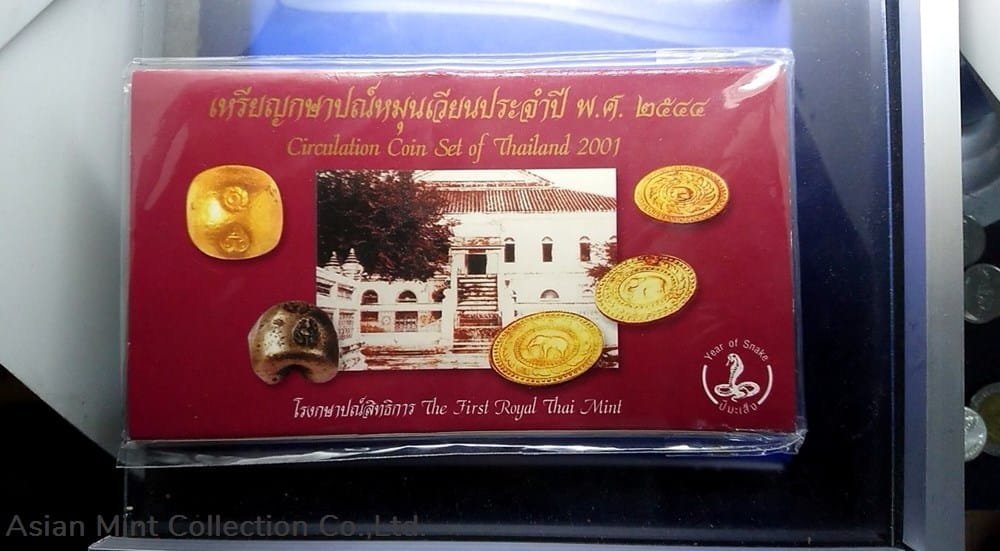 เหรียญกษาปณ์หมุนเวียนประจำปี พ.ศ. ๒๕๔๔
Circulation Coin Set of Thailand 2001
Year of Snake
ปีมะเส็ง
โรงกษาปณ์สิทธิการ The First Royal Thai Mint
Asian Mint Collection Co.,Ltd.